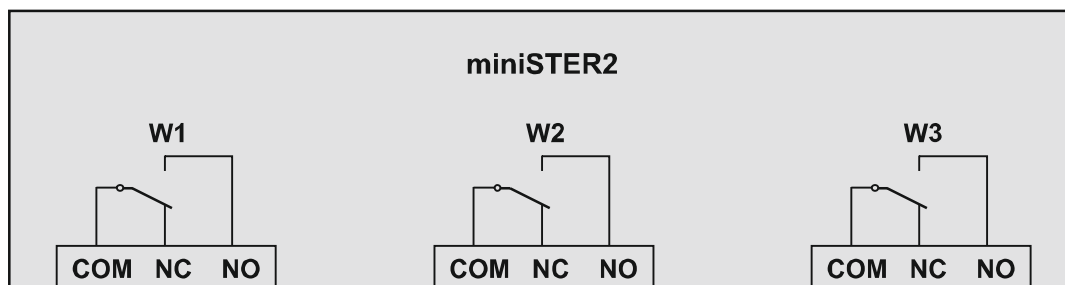 miniSTER2
W1 W2 W3
COM NC NO COM NC NO COM NC NO